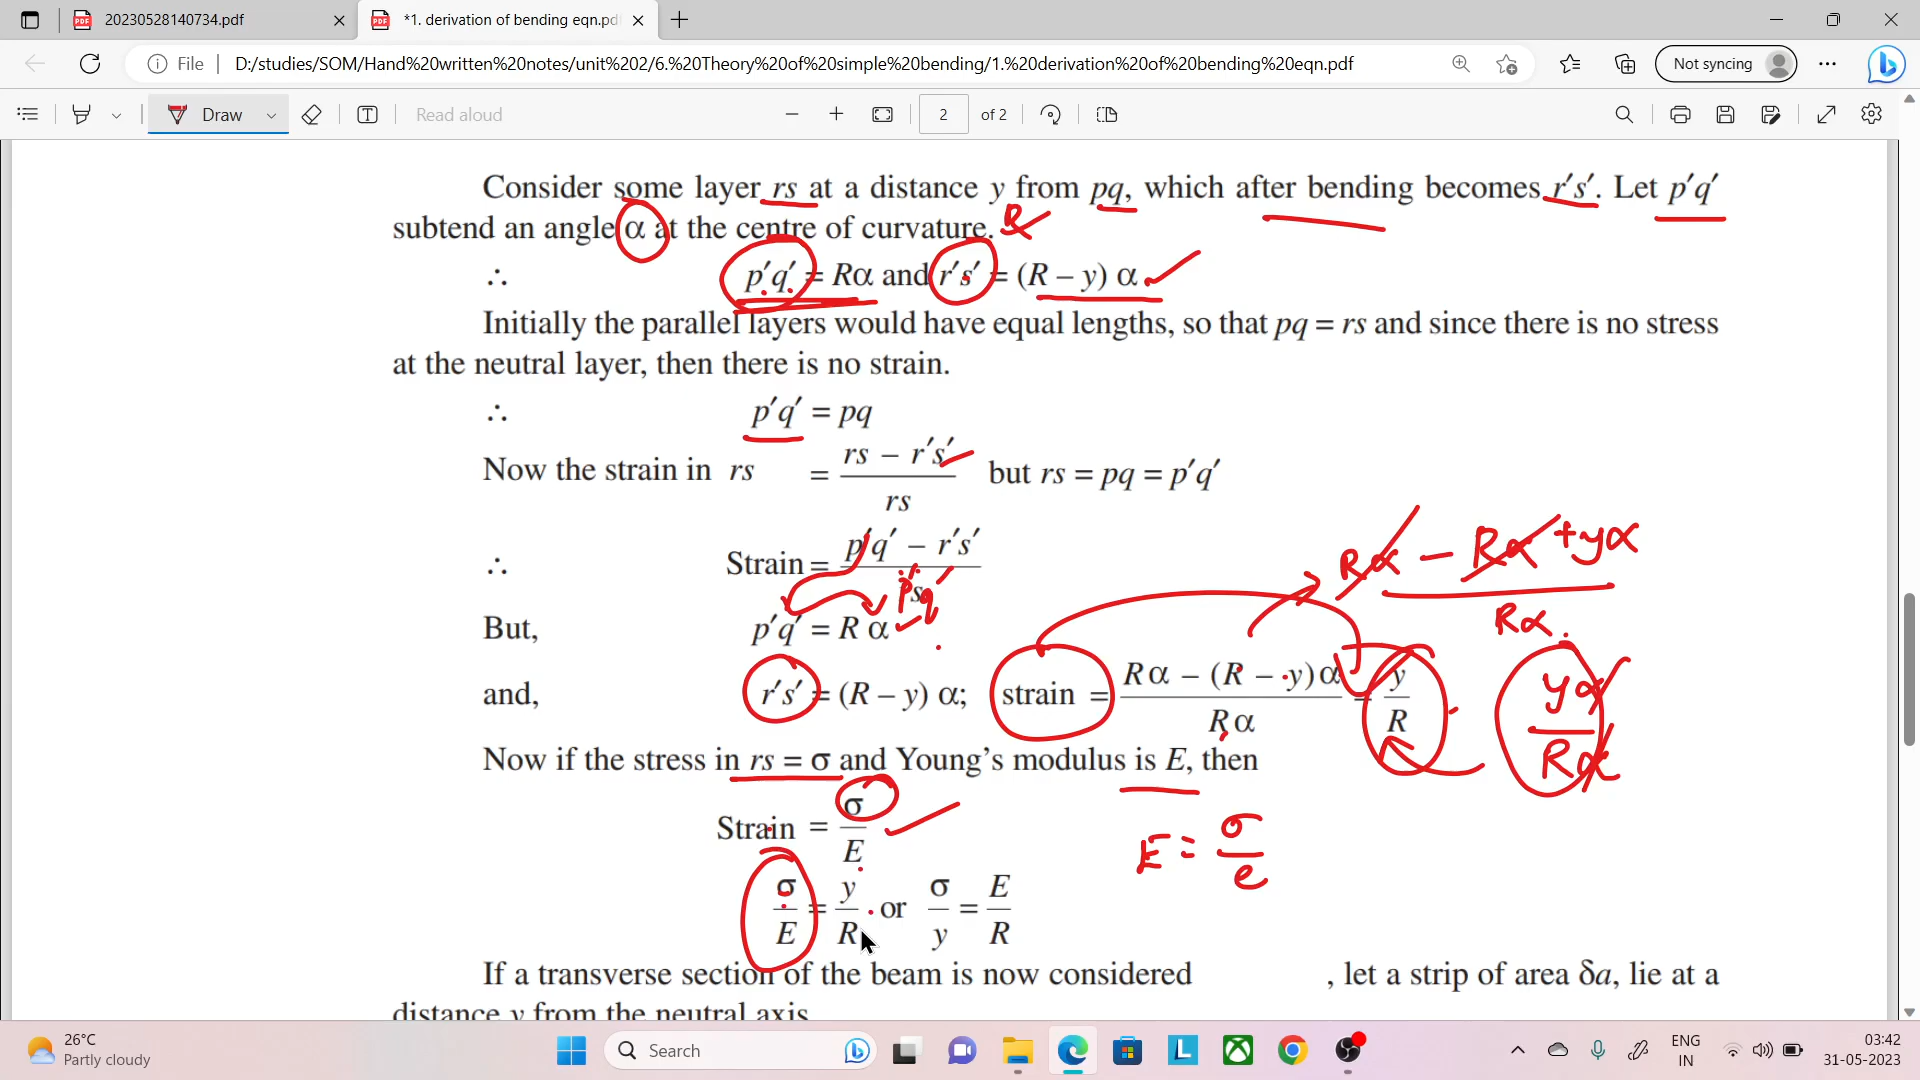 20230528140734.pdf
*1. derivation of bending eqn.pdf
File D:/studies/SOM/Hand%20written%20notes/unit%202/6.%20Theory%20of%20simple%20bending/1.%20derivation%20of%20bending%20eqn.pdf Not syncing
Draw Read aloud 2 of 2
Consider some layer rs at a distance y from pq, which after bending becomes r′s′. Let p′q′
subtend an angle α at the centre of curvature. R
∴ p′q′ = Rα and r′s′ = (R – y) α
Initially the parallel layers would have equal lengths, so that pq = rs and since there is no stress
at the neutral layer, then there is no strain.
∴ p′q′ = pq
Now the strain in rs = rs – r′s′ / rs but rs = pq = p′q′
∴ Strain = p′q′ – r′s′ / p′q′
Rα – Rα + yα / Rα
But, p′q′ = R α
and, r′s′ = (R – y) α; strain = Rα – (R – y)α / Rα = y / R
yα / Rα
Now if the stress in rs = σ and Young's modulus is E, then
Strain = σ / E
E = σ / e
σ / E = y / R or σ / y = E / R
If a transverse section of the beam is now considered , let a strip of area δa, lie at a
distance y from the neutral axis
26°C
Partly cloudy
Search
ENG
IN
03:42
31-05-2023